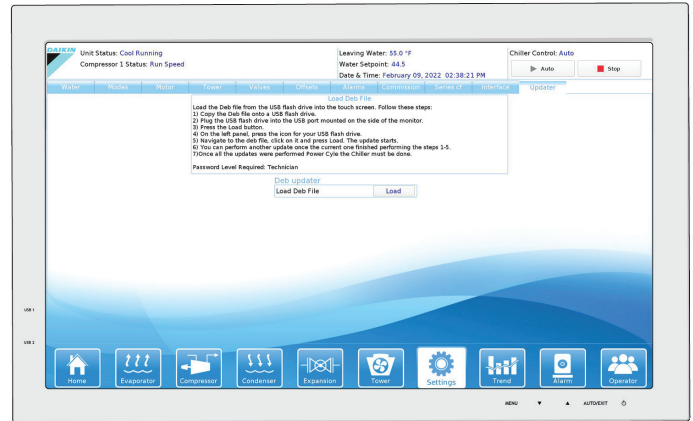 DAIKIN
Unit Status: Cool Running
Compressor 1 Status: Run Speed
Leaving Water: 55.0 °F
Water Setpoint: 44.5
Date & Time: February 09, 2022 02:38:21 PM
Chiller Control: Auto
Auto
Stop
Water Modes Motor Tower Valves Offsets Alarms Commission Series cf Interface Updater
Load Deb File
Load the Deb file from the USB flash drive into the touch screen. Follow these steps:
1) Copy the Deb file onto a USB flash drive.
2) Plug the USB flash drive into the USB port mounted on the side of the monitor.
3) Press the Load button.
4) On the left panel, press the icon for your USB flash drive.
5) Navigate to the deb file, click on it and press Load. The update starts.
6) You can perform another update once the current one finished performing the steps 1-5.
7)Once all the updates were performed Power Cyle the Chiller must be done.
Password Level Required: Technician
Deb updater
Load Deb File Load
USB 1
USB 2
Home Evaporator Compressor Condenser Expansion Tower Settings Trend Alarm Operator
MENU ▼ ▲ AUTO/EXIT